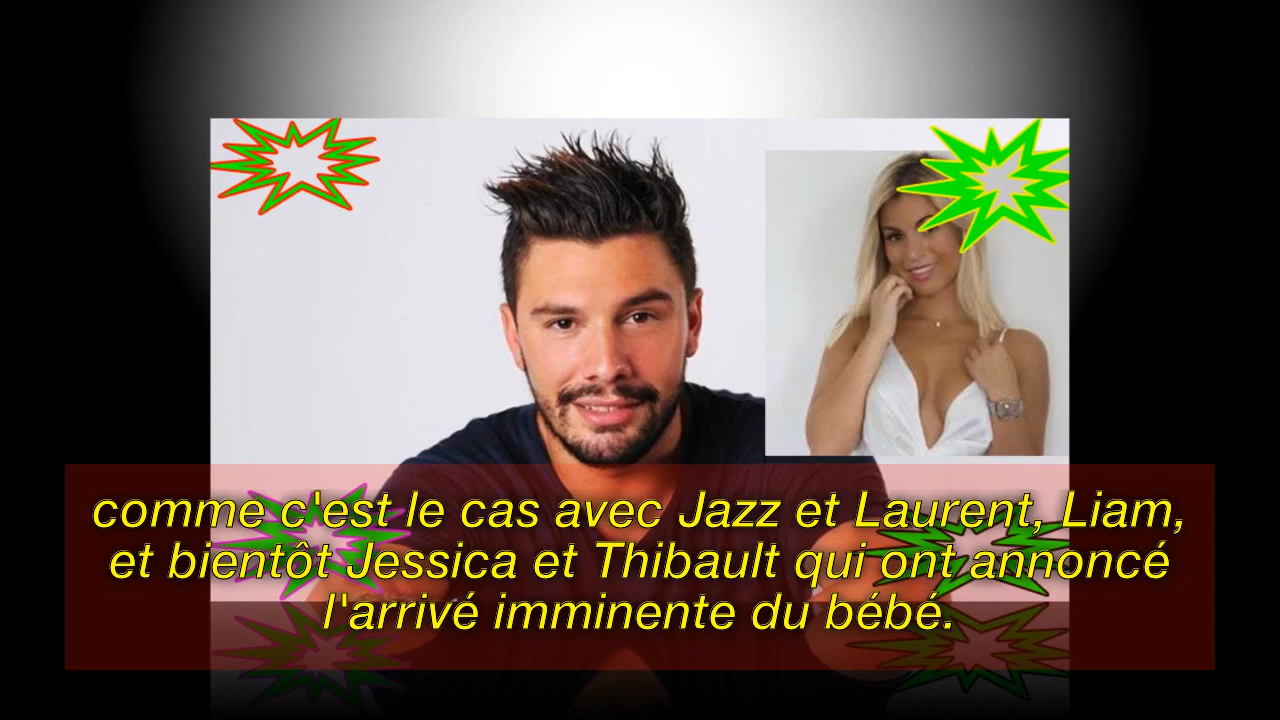 comme c'est le cas avec Jazz et Laurent, Liam,
et bientôt Jessica et Thibault qui ont annoncé
l'arrivé imminente du bébé.